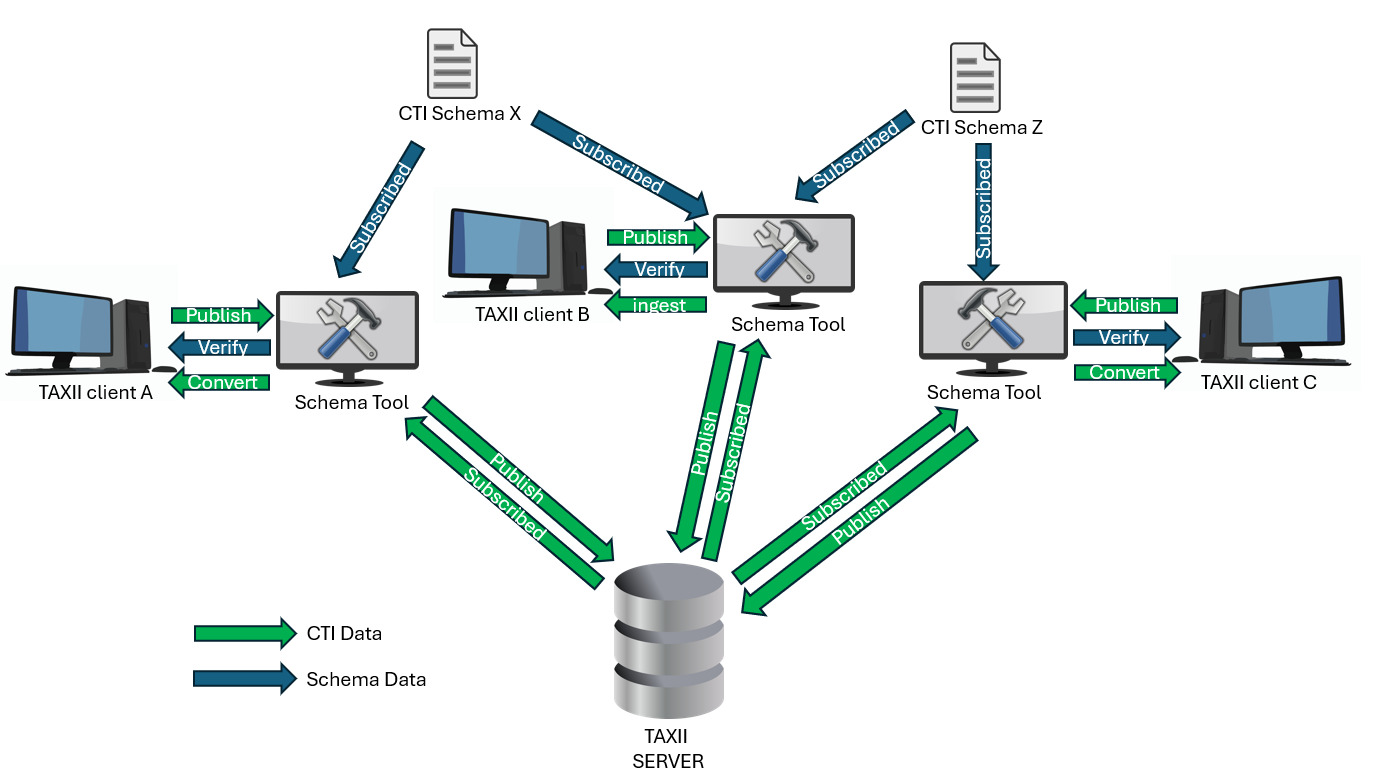 CTI Schema X
CTI Schema Z
Subscribed
Subscribed
Subscribed
Subscribed
Publish
Verify
ingest
TAXII client B
Schema Tool
Publish
Verify
Convert
TAXII client A
Schema Tool
Publish
Verify
Convert
TAXII client C
Schema Tool
Publish
Subscribed
Publish
Subscribed
Subscribed
Publish
CTI Data
Schema Data
TAXII
SERVER